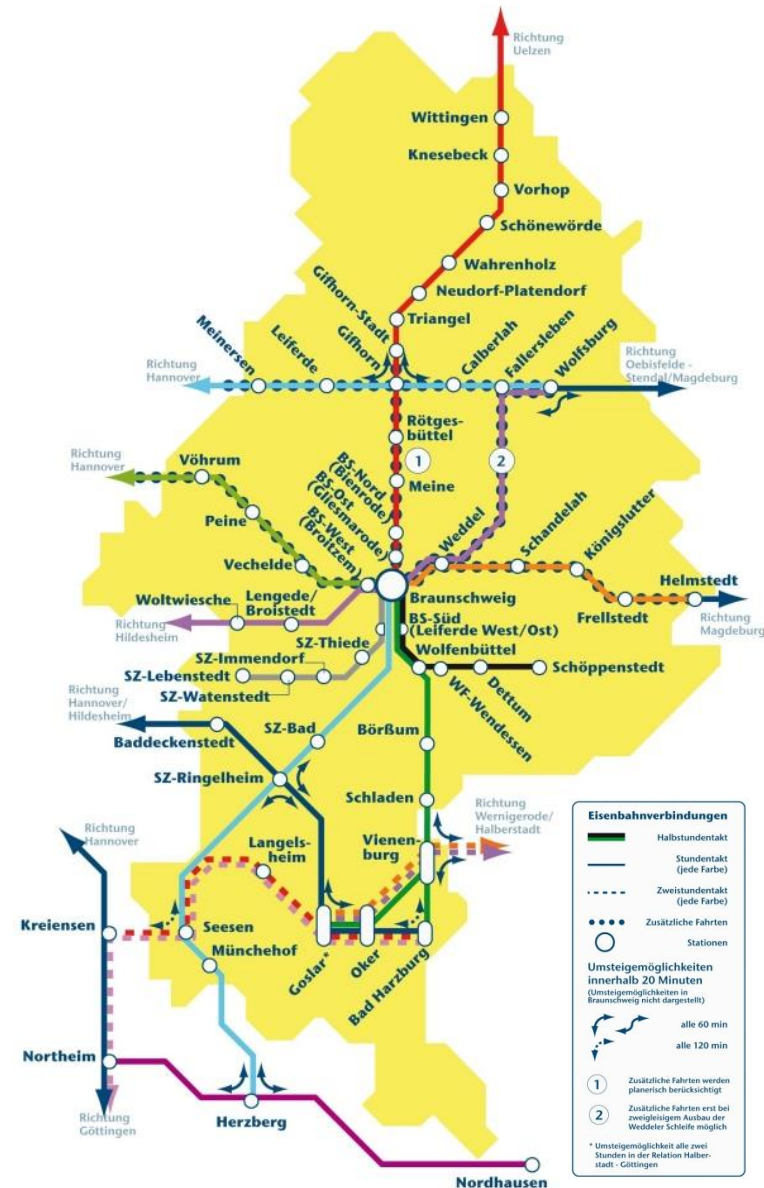 Richtung
Uelzen
Wittingen
Knesebeck
Vorhop
Schönewörde
Wahrenholz
Neudorf-Platendorf
Triangel
Gifhorn-Stadt
Gifhorn
Meinersen
Leiferde
Calberlah
Fallersleben
Wolfsburg
Richtung
Hannover
Richtung
Oebisfelde -
Stendal/Magdeburg
Rötges-
büttel
1
2
Meine
BS-Nord
(Bienrode)
BS-Ost
(Gliesmarode)
BS-West
(Broitzem)
Richtung
Hannover
Vöhrum
Peine
Vechelde
Weddel
Schandelah
Königslutter
Helmstedt
Frellstedt
Richtung
Magdeburg
Braunschweig
Woltwiesche
Lengede/
Broistedt
Richtung
Hildesheim
BS-Süd
(Leiferde West/Ost)
SZ-Thiede
SZ-Immendorf
SZ-Lebenstedt
SZ-Watenstedt
Wolfenbüttel
Schöppenstedt
Dettum
WF-Wendessen
Richtung
Hannover/
Hildesheim
Baddeckenstedt
SZ-Bad
SZ-Ringelheim
Börßum
Schladen
Richtung
Wernigerode/
Halberstadt
Vienen-
burg
Langels-
heim
Richtung
Hannover
Kreiensen
Seesen
Münchehof
Goslar*
Oker
Bad Harzburg
Northeim
Richtung
Göttingen
Herzberg
Nordhausen
Eisenbahnverbindungen
Halbstundentakt
Stundentakt
(jede Farbe)
Zweistundentakt
(jede Farbe)
Zusätzliche Fahrten
Stationen
Umsteigemöglichkeiten
innerhalb 20 Minuten
(Umsteigemöglichkeiten in
Braunschweig nicht dargestellt)
alle 60 min
alle 120 min
1 Zusätzliche Fahrten werden
planerisch berücksichtigt
2 Zusätzliche Fahrten erst bei
zweigleisigem Ausbau der
Weddeler Schleife möglich
* Umsteigemöglichkeit alle zwei
Stunden in der Relation Halber-
stadt - Göttingen